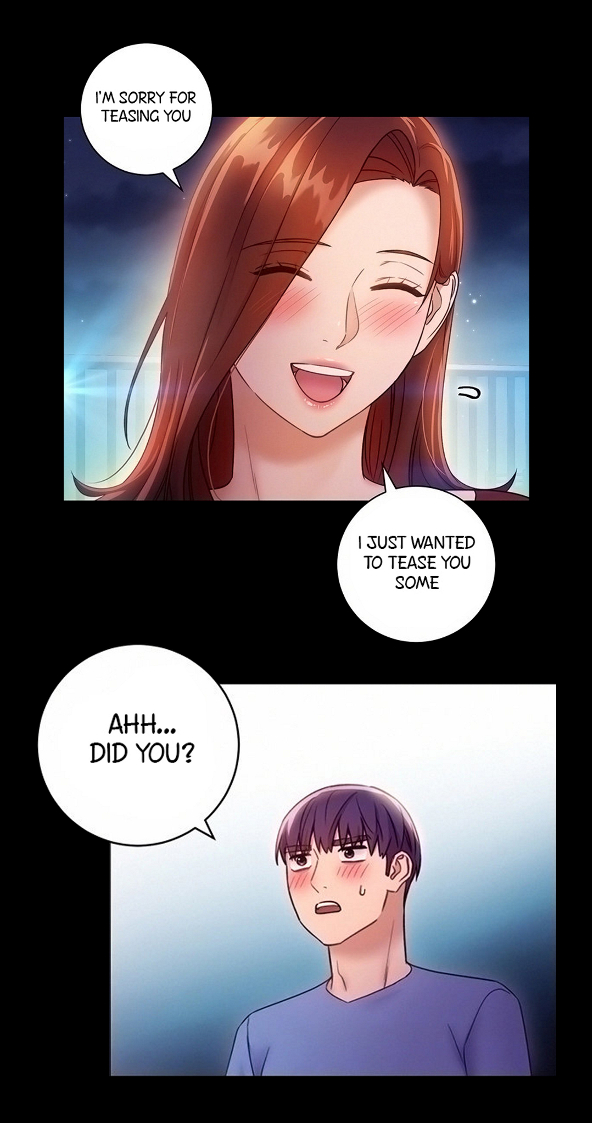 I'M SORRY FOR
TEASING YOU
I JUST WANTED
TO TEASE YOU
SOME
AHH...
DID YOU?